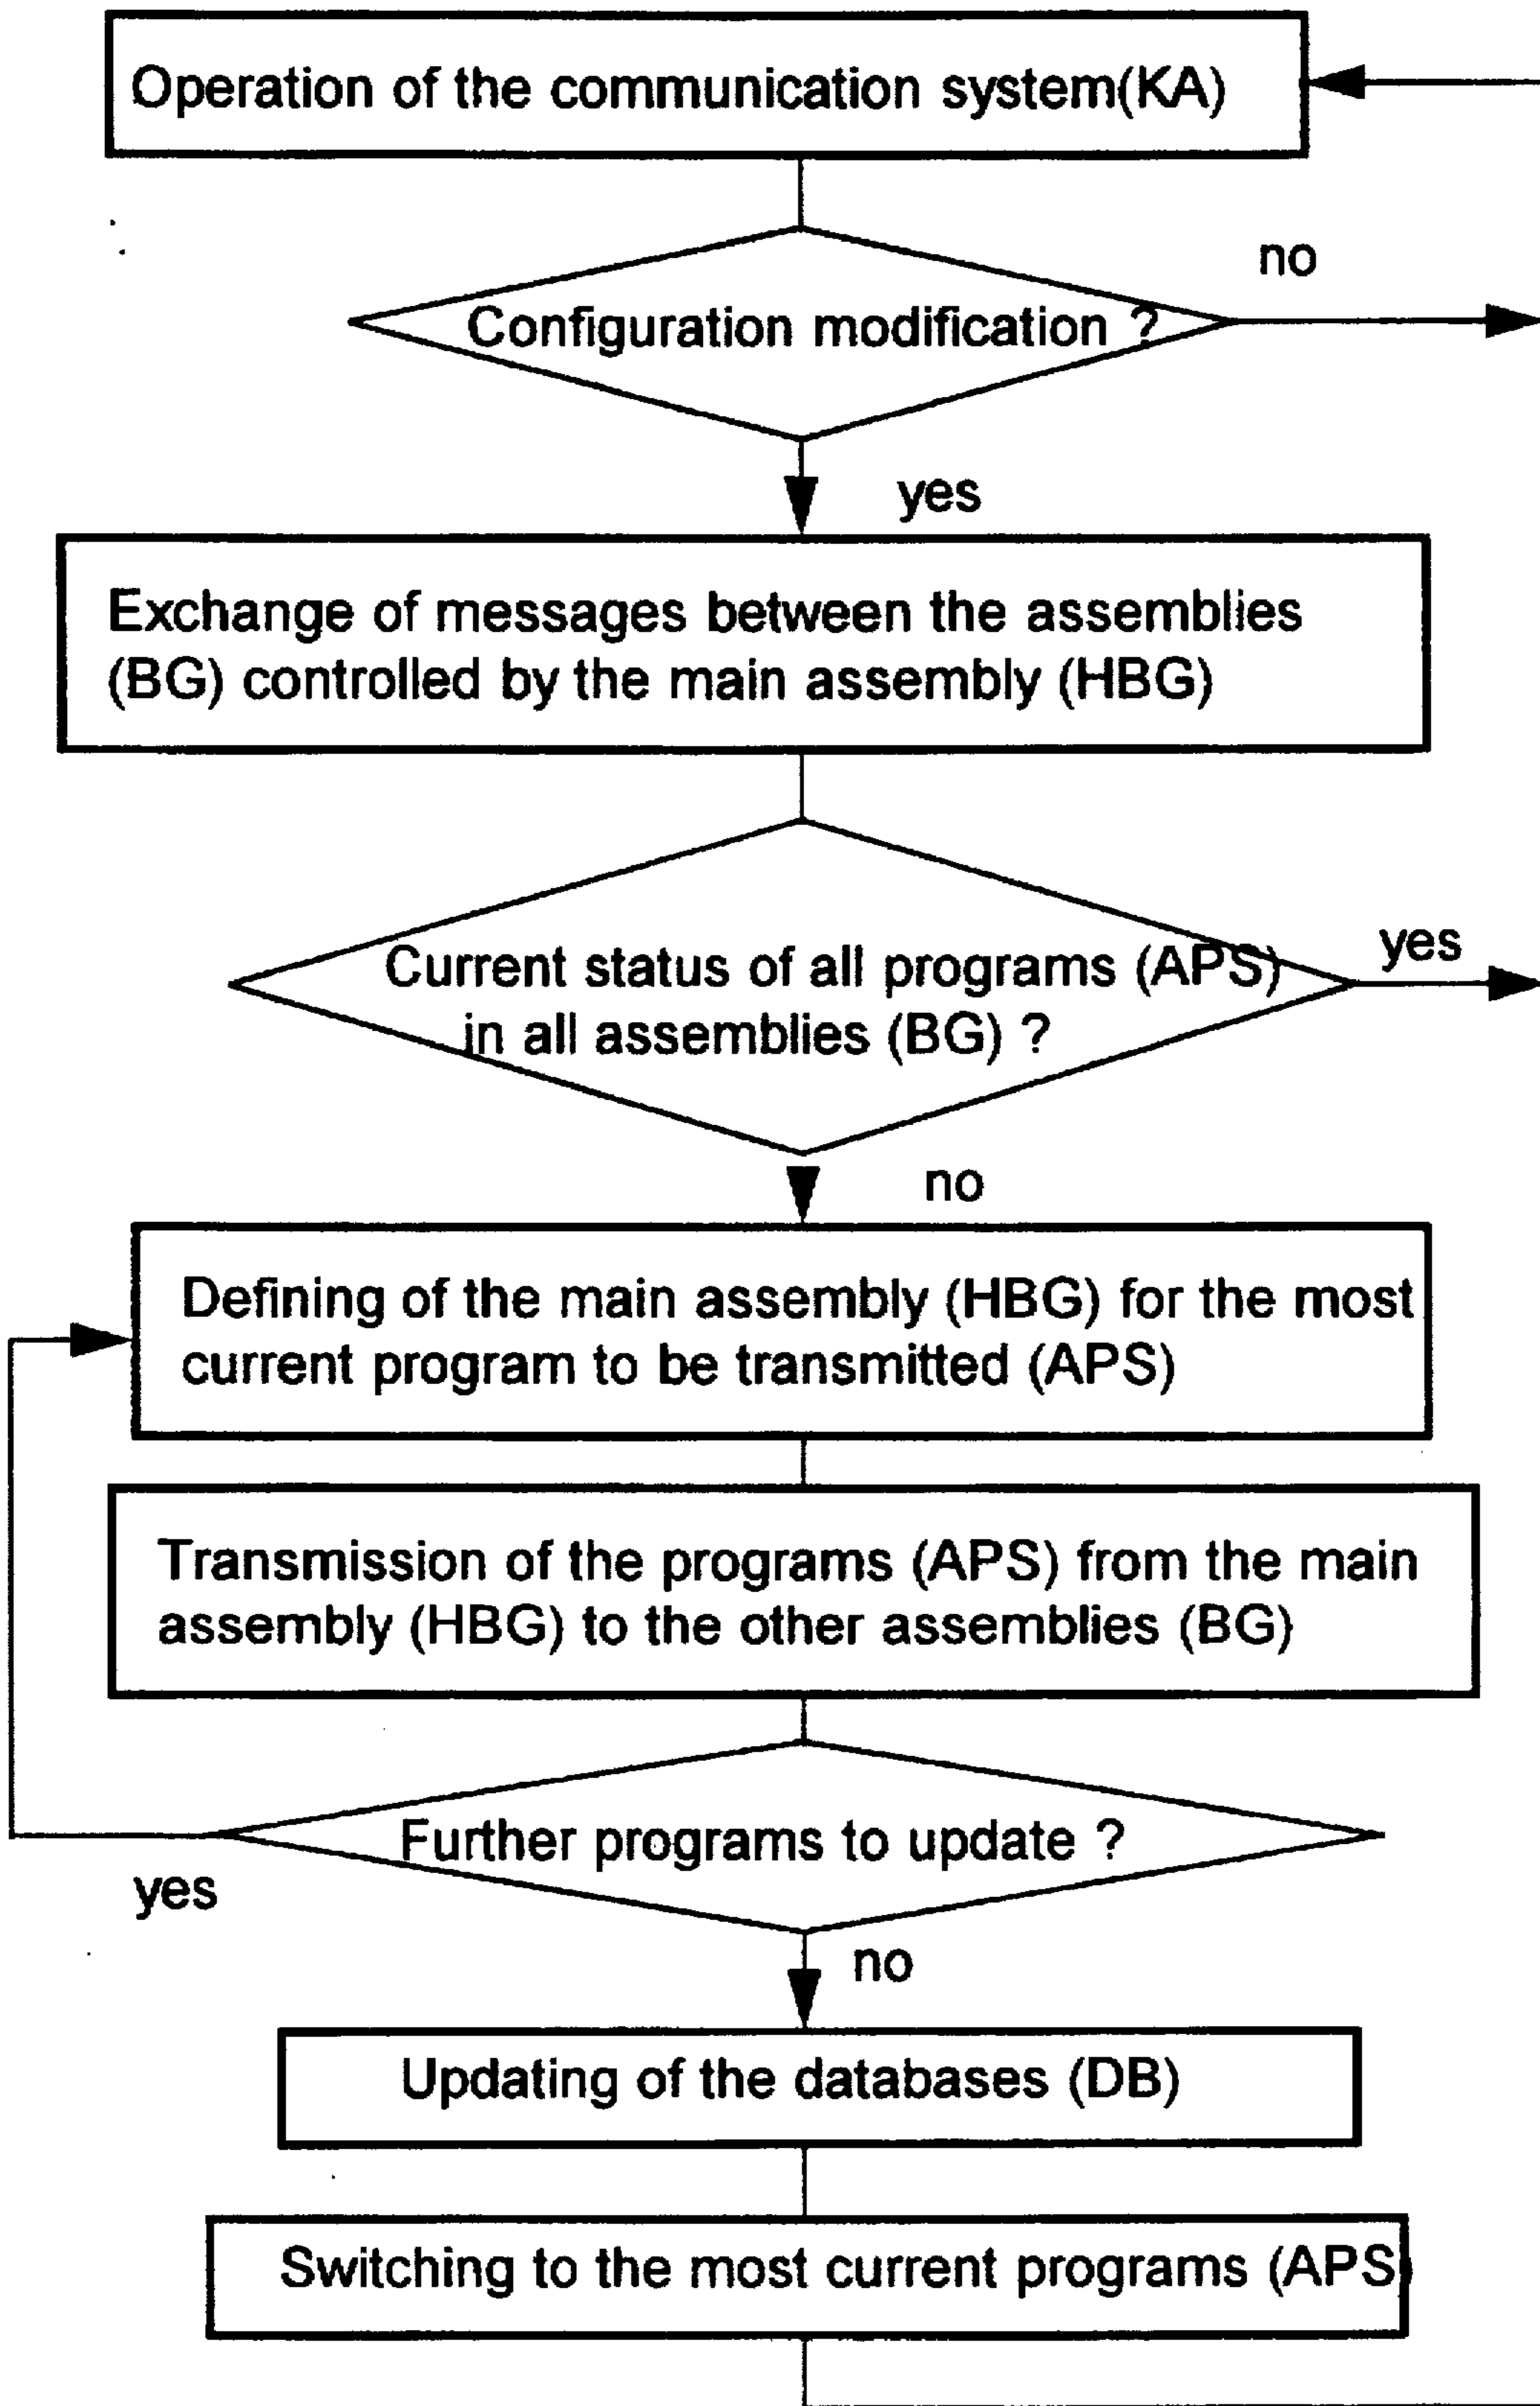 Operation of the communication system(KA)
no
Configuration modification ?
yes
Exchange of messages between the assemblies
(BG) controlled by the main assembly (HBG)
yes
Current status of all programs (APS)
in all assemblies (BG) ?
no
Defining of the main assembly (HBG) for the most
current program to be transmitted (APS)
Transmission of the programs (APS) from the main
assembly (HBG) to the other assemblies (BG)
Further programs to update ?
yes
no
Updating of the databases (DB)
Switching to the most current programs (APS)